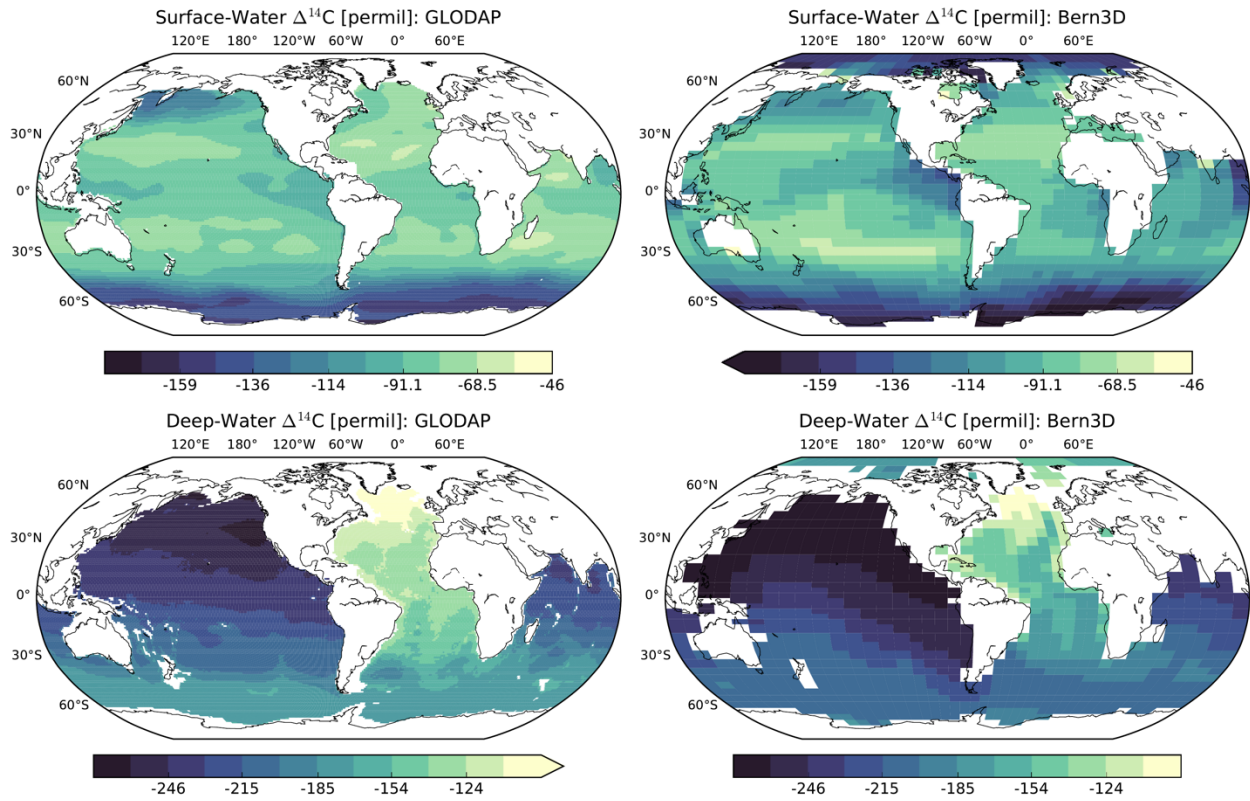 Surface-Water Δ¹⁴C [permil]: GLODAP
120°E 180° 120°W 60°W 0° 60°E
60°N
30°N
0°
30°S
60°S
-159 -136 -114 -91.1 -68.5 -46
Surface-Water Δ¹⁴C [permil]: Bern3D
120°E 180° 120°W 60°W 0° 60°E
60°N
30°N
0°
30°S
60°S
-159 -136 -114 -91.1 -68.5 -46
Deep-Water Δ¹⁴C [permil]: GLODAP
120°E 180° 120°W 60°W 0° 60°E
60°N
30°N
0°
30°S
60°S
-246 -215 -185 -154 -124
Deep-Water Δ¹⁴C [permil]: Bern3D
120°E 180° 120°W 60°W 0° 60°E
60°N
30°N
0°
30°S
60°S
-246 -215 -185 -154 -124